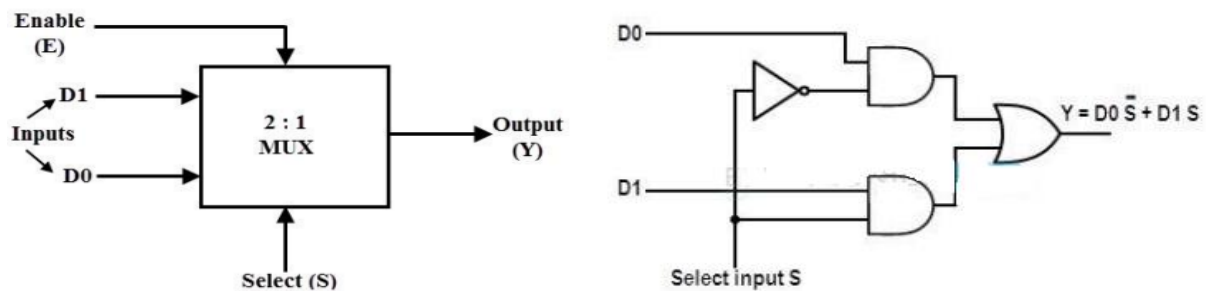 Enable
(E)
D1
Inputs
D0
2 : 1
MUX
Output
(Y)
Select (S)
D0
D1
Select input S
Y = D0 S̅ + D1 S